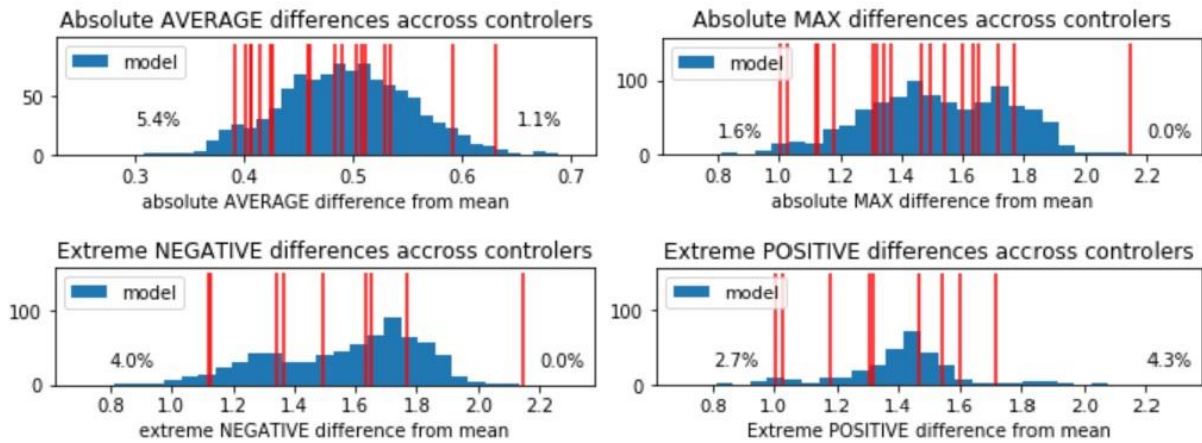 Absolute AVERAGE differences accross controlers
model
50
0
5.4%
1.1%
0.3 0.4 0.5 0.6 0.7
absolute AVERAGE difference from mean
Absolute MAX differences accross controlers
model
100
0
1.6%
0.0%
0.8 1.0 1.2 1.4 1.6 1.8 2.0 2.2
absolute MAX difference from mean
Extreme NEGATIVE differences accross controlers
model
100
0
4.0%
0.0%
0.8 1.0 1.2 1.4 1.6 1.8 2.0 2.2
extreme NEGATIVE difference from mean
Extreme POSITIVE differences accross controlers
model
100
0
2.7%
4.3%
0.8 1.0 1.2 1.4 1.6 1.8 2.0 2.2
Extreme POSITIVE difference from mean